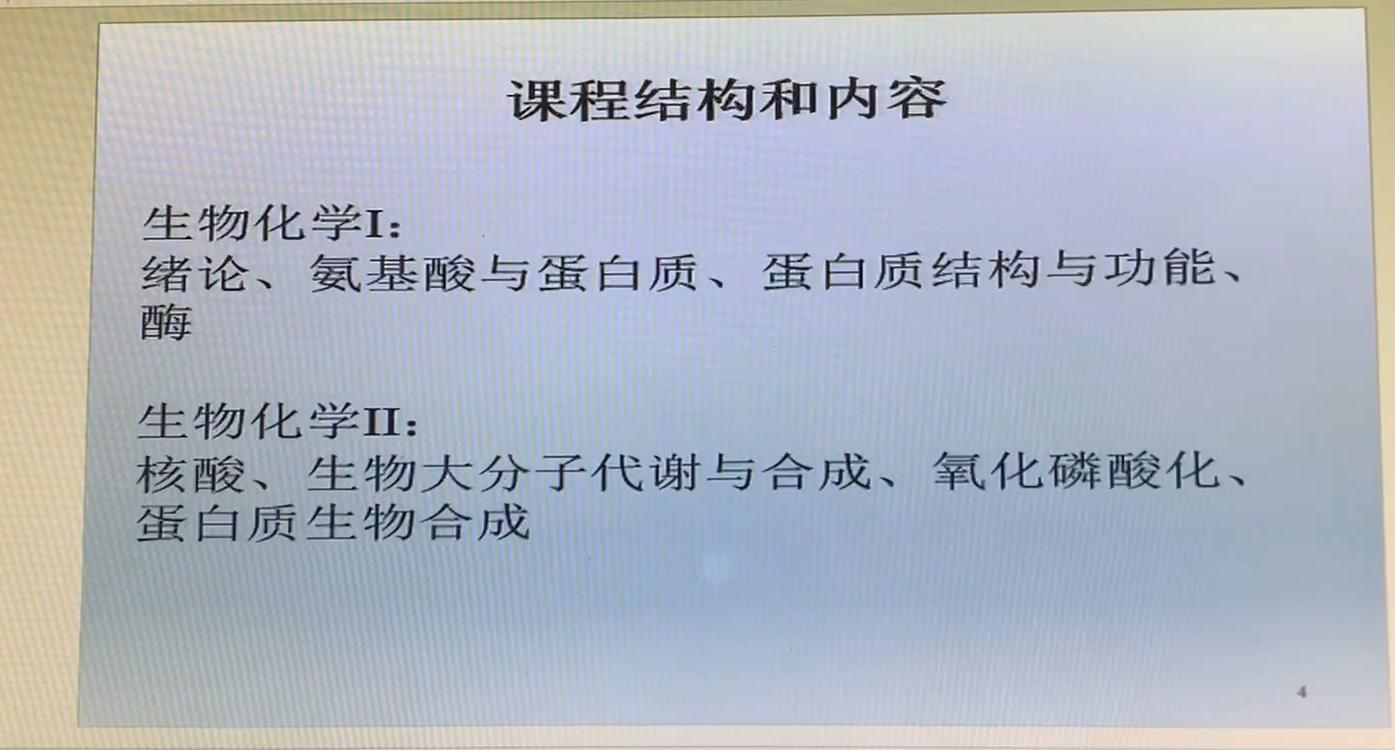 课程结构和内容
生物化学I：
绪论、氨基酸与蛋白质、蛋白质结构与功能、
酶
生物化学II：
核酸、生物大分子代谢与合成、氧化磷酸化、
蛋白质生物合成
4